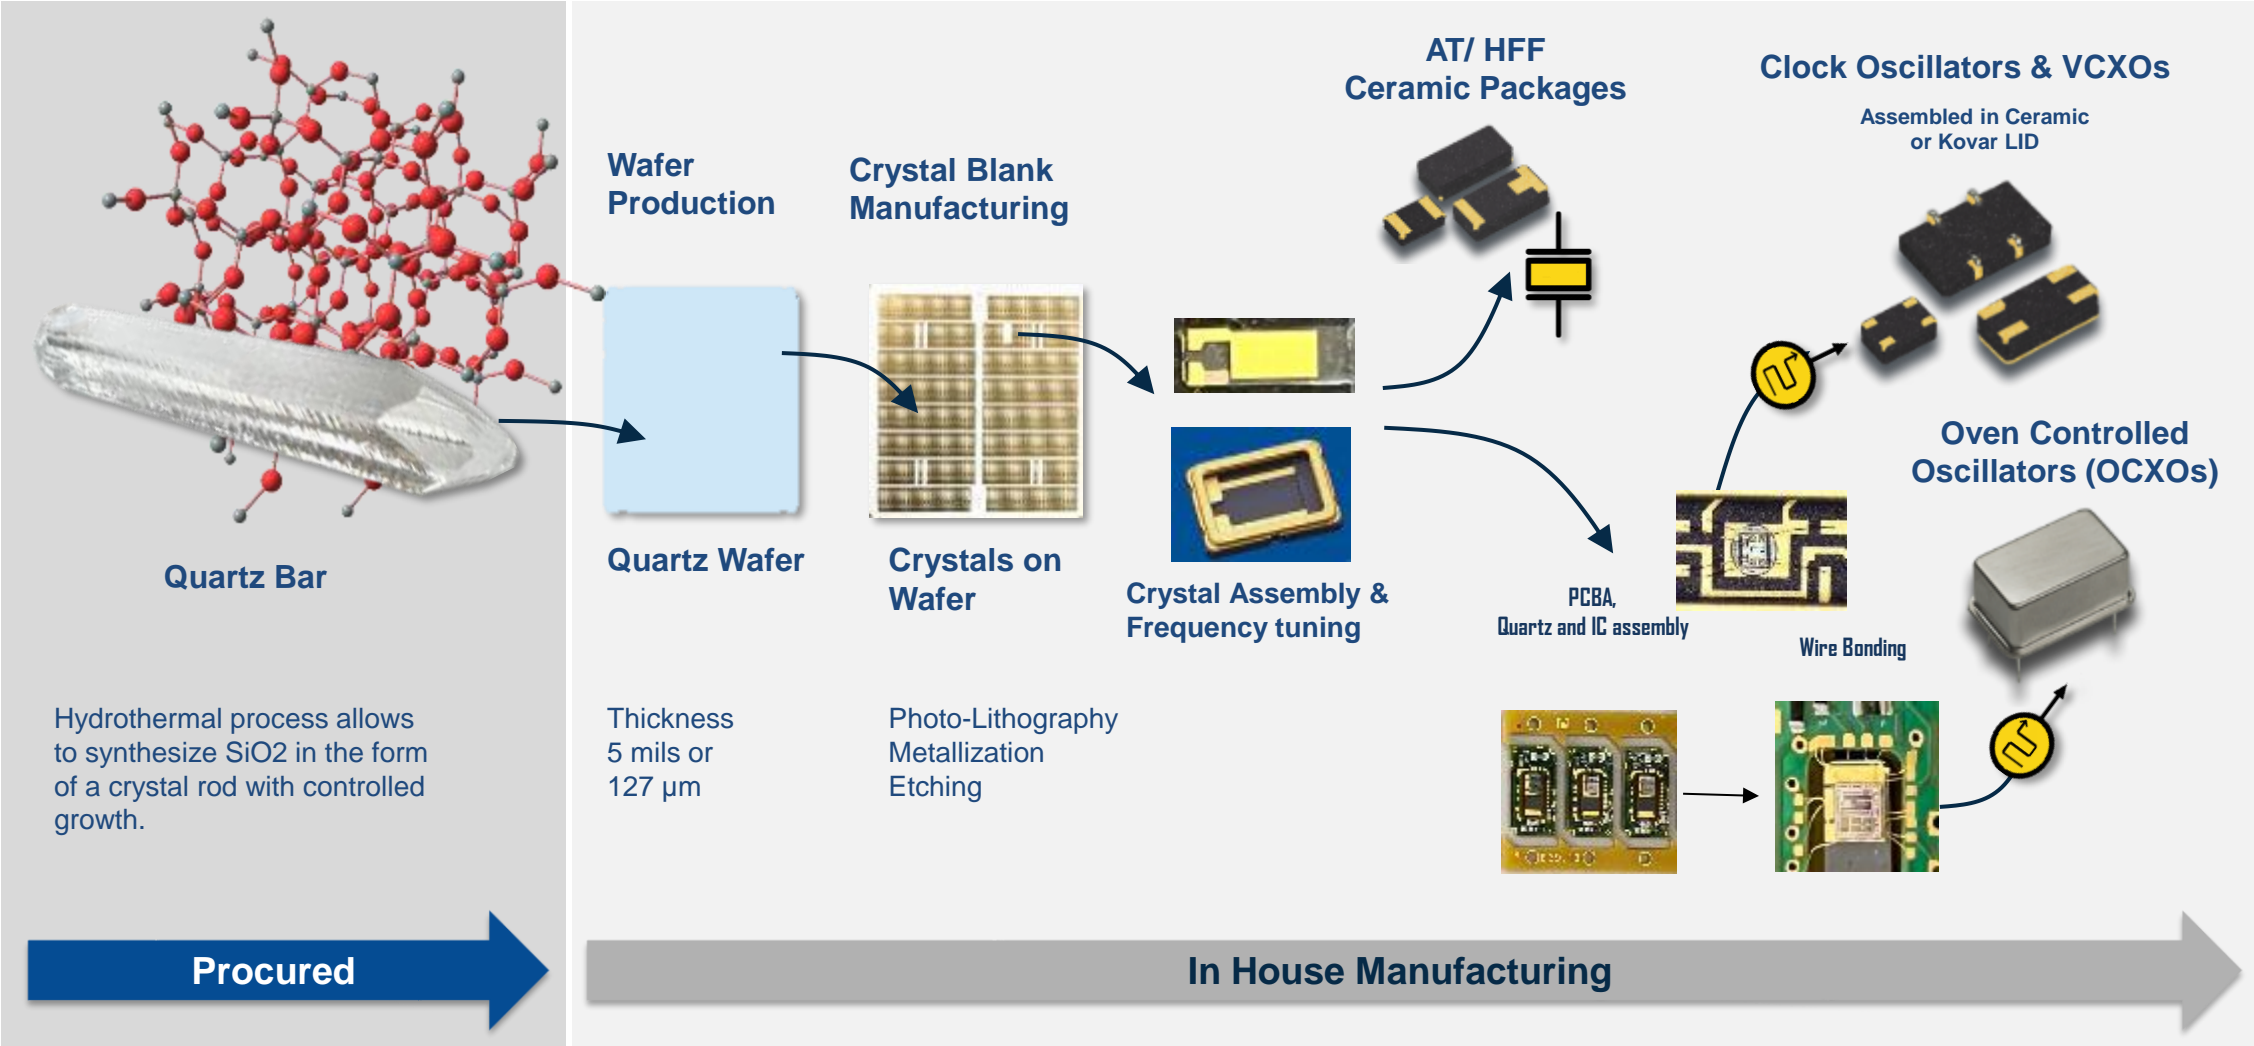 AT/ HFF
Ceramic Packages
Clock Oscillators & VCXOs
Assembled in Ceramic
or Kovar LID
Wafer
Production
Crystal Blank
Manufacturing
Oven Controlled
Oscillators (OCXOs)
Quartz Bar
Quartz Wafer
Crystals on
Wafer
Crystal Assembly &
Frequency tuning
PCBA,
Quartz and IC assembly
Wire Bonding
Hydrothermal process allows
to synthesize SiO2 in the form
of a crystal rod with controlled
growth.
Thickness
5 mils or
127 µm
Photo-Lithography
Metallization
Etching
Procured
In House Manufacturing